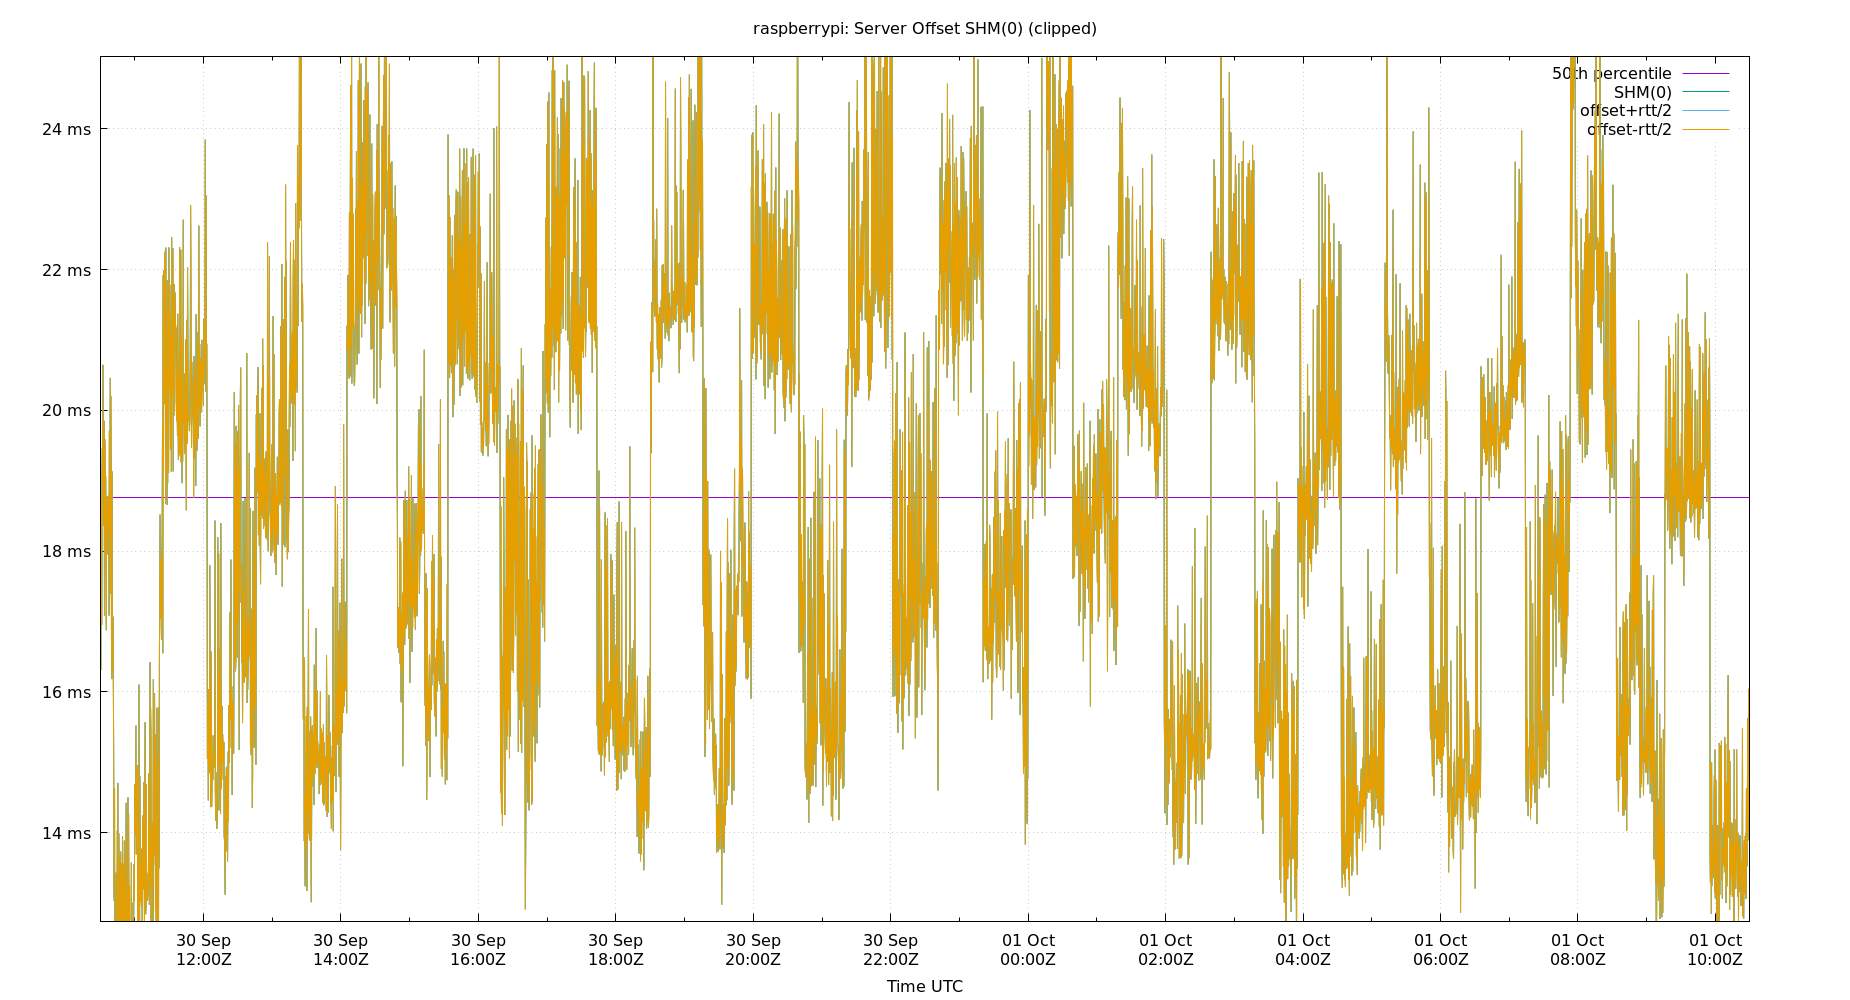 raspberrypi: Server Offset SHM(0) (clipped)
50th percentile
SHM(0)
offset+rtt/2
offset-rtt/2
24 ms
22 ms
20 ms
18 ms
16 ms
14 ms
30 Sep 30 Sep 30 Sep 30 Sep 30 Sep 30 Sep 01 Oct 01 Oct 01 Oct 01 Oct 01 Oct 01 Oct
12:00Z 14:00Z 16:00Z 18:00Z 20:00Z 22:00Z 00:00Z 02:00Z 04:00Z 06:00Z 08:00Z 10:00Z
Time UTC